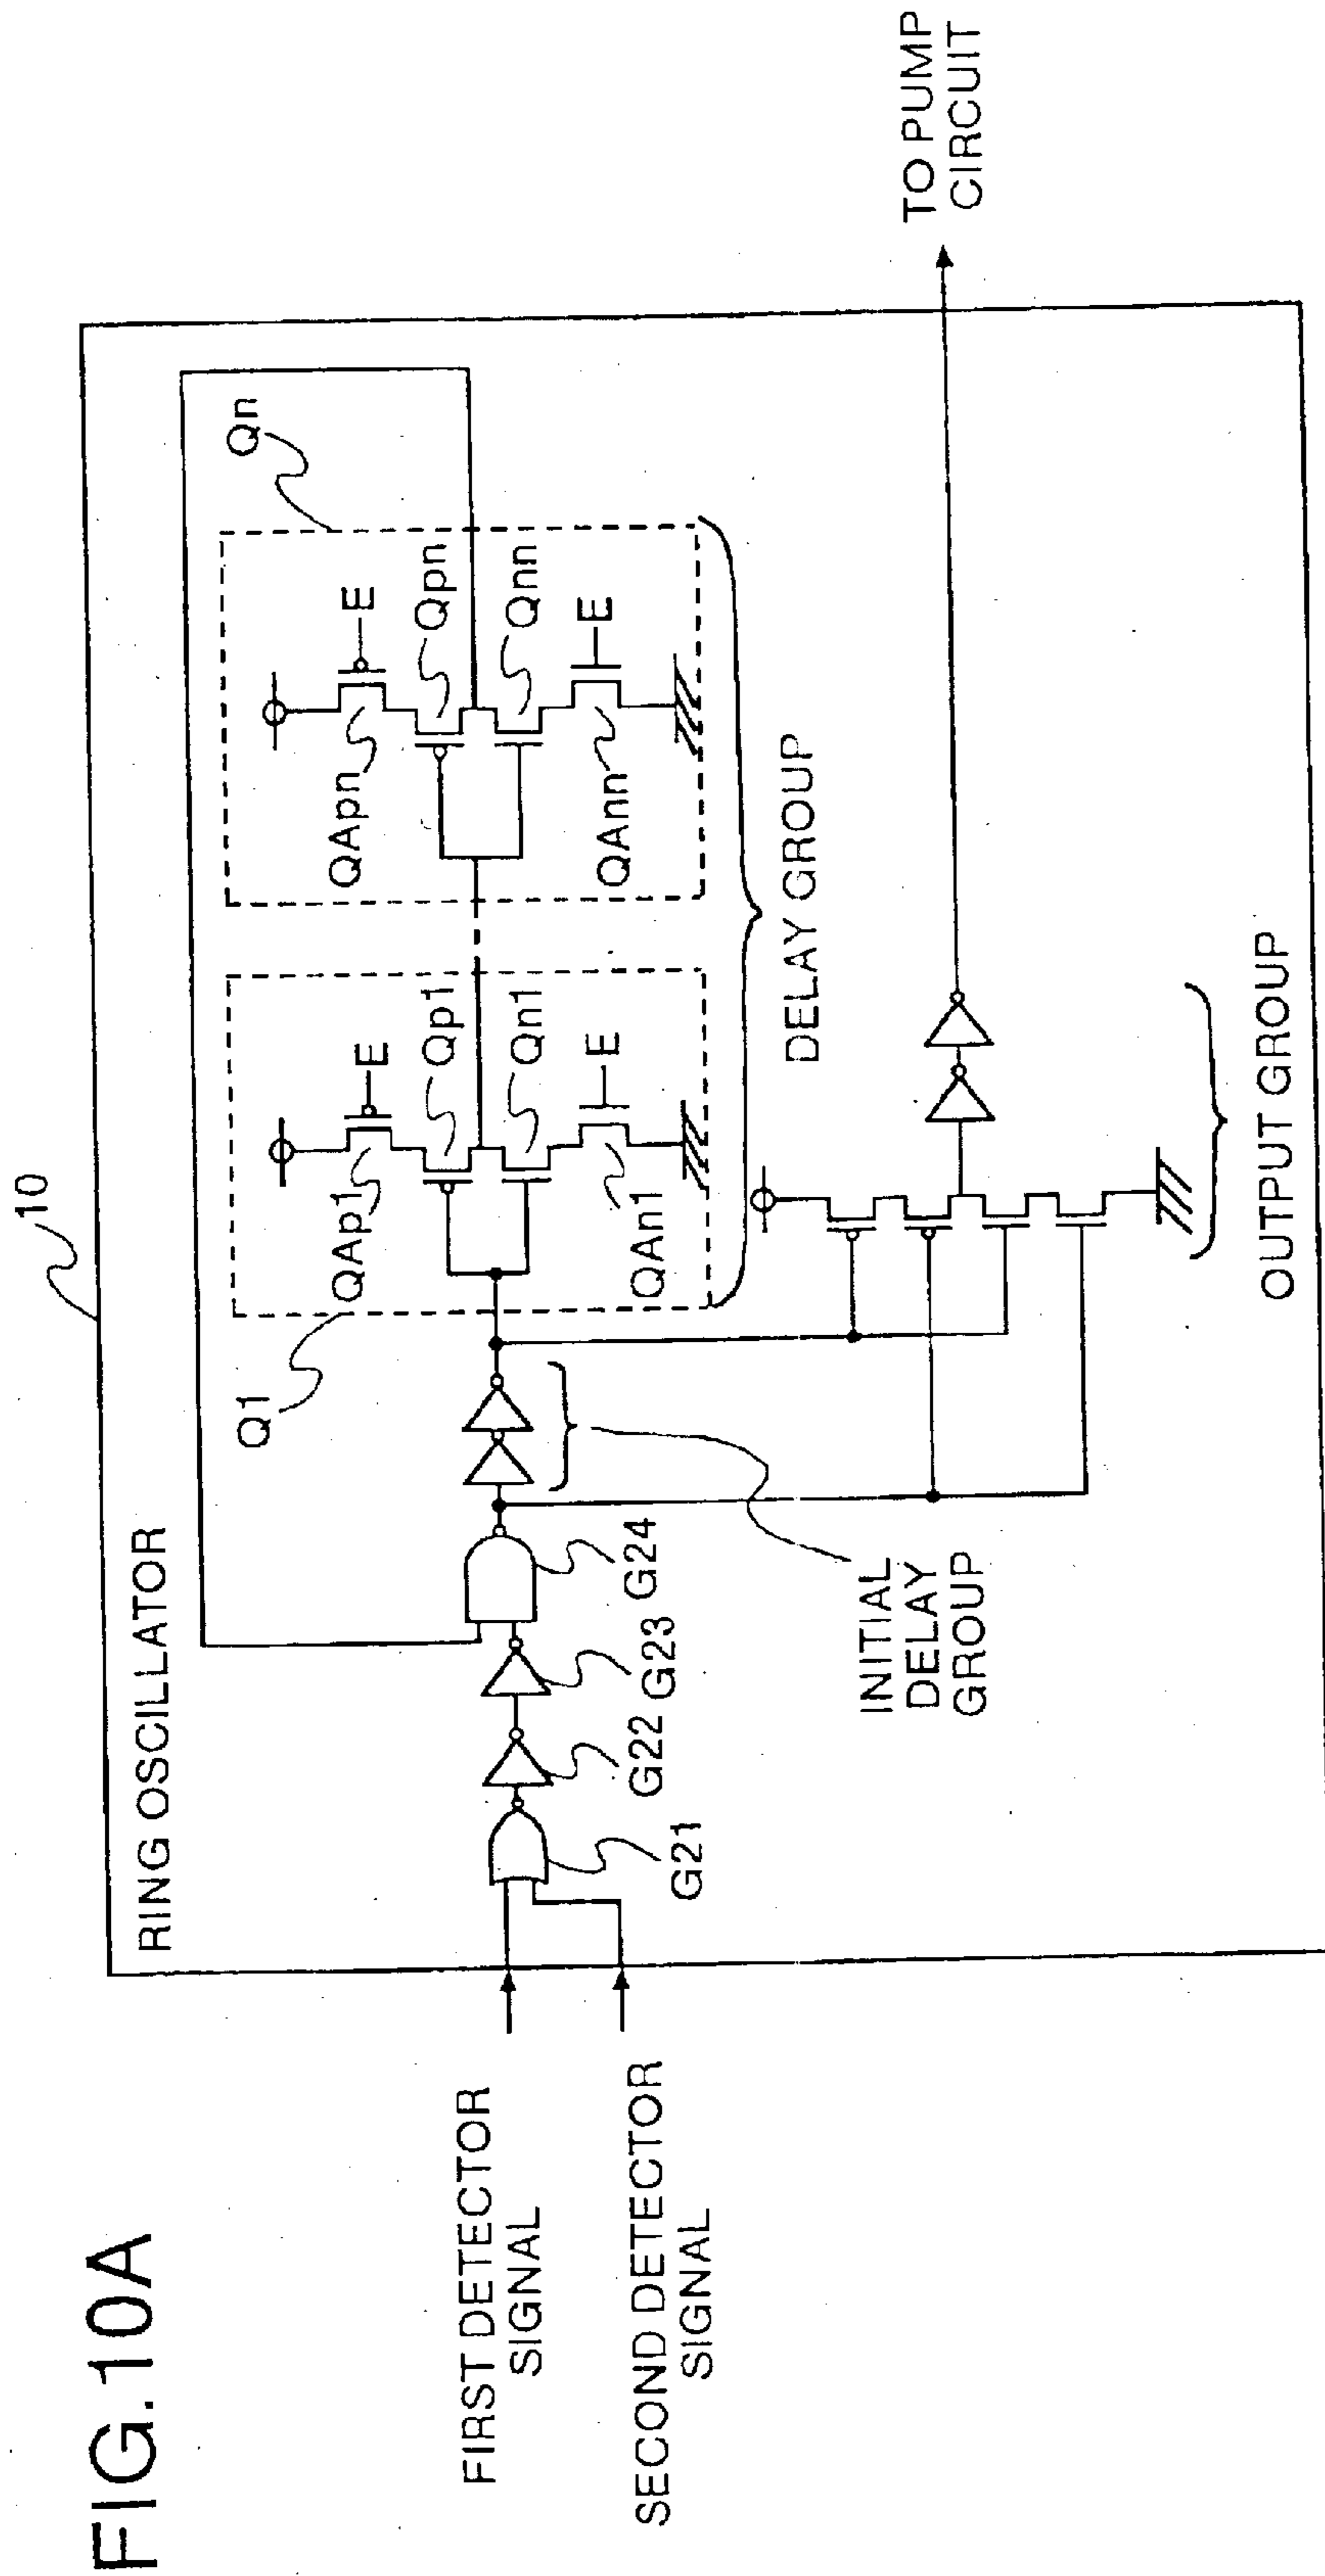 FIG.10A
10
RING OSCILLATOR
FIRST DETECTOR
SIGNAL
SECOND DETECTOR
SIGNAL
G21
G22
G23
G24
INITIAL
DELAY
GROUP
Q1
QAp1
E
Qp1
Qn1
QAn1
E
Qn
QApn
E
Qpn
Qnn
QAnn
E
DELAY GROUP
OUTPUT GROUP
TO PUMP
CIRCUIT